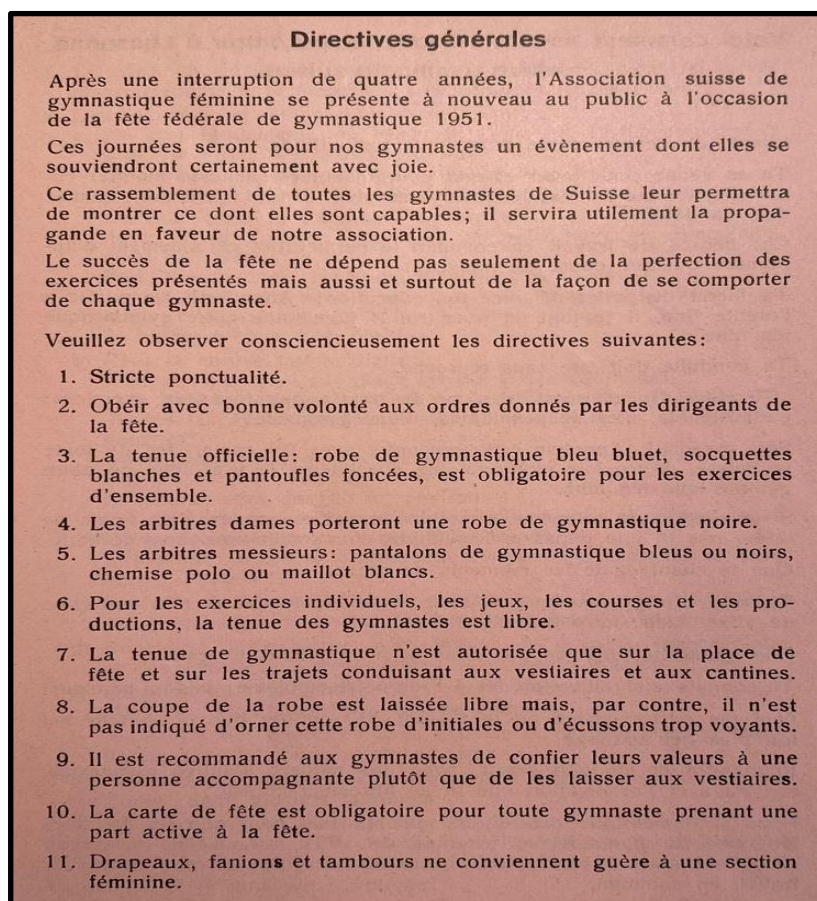 Directives générales
Après une interruption de quatre années, l'Association suisse de
gymnastique féminine se présente à nouveau au public à l'occasion
de la fête fédérale de gymnastique 1951.
Ces journées seront pour nos gymnastes un évènement dont elles se
souviendront certainement avec joie.
Ce rassemblement de toutes les gymnastes de Suisse leur permettra
de montrer ce dont elles sont capables; il servira utilement la propa-
gande en faveur de notre association.
Le succès de la fête ne dépend pas seulement de la perfection des
exercices présentés mais aussi et surtout de la façon de se comporter
de chaque gymnaste.
Veuillez observer consciencieusement les directives suivantes:
1. Stricte ponctualité.
2. Obéir avec bonne volonté aux ordres donnés par les dirigeants de
la fête.
3. La tenue officielle: robe de gymnastique bleu bluet, socquettes
blanches et pantoufles foncées, est obligatoire pour les exercices
d'ensemble.
4. Les arbitres dames porteront une robe de gymnastique noire.
5. Les arbitres messieurs: pantalons de gymnastique bleus ou noirs,
chemise polo ou maillot blancs.
6. Pour les exercices individuels, les jeux, les courses et les pro-
ductions, la tenue des gymnastes est libre.
7. La tenue de gymnastique n'est autorisée que sur la place de
fête et sur les trajets conduisant aux vestiaires et aux cantines.
8. La coupe de la robe est laissée libre mais, par contre, il n'est
pas indiqué d'orner cette robe d'initiales ou d'écussons trop voyants.
9. Il est recommandé aux gymnastes de confier leurs valeurs à une
personne accompagnante plutôt que de les laisser aux vestiaires.
10. La carte de fête est obligatoire pour toute gymnaste prenant une
part active à la fête.
11. Drapeaux, fanions et tambours ne conviennent guère à une section
féminine.